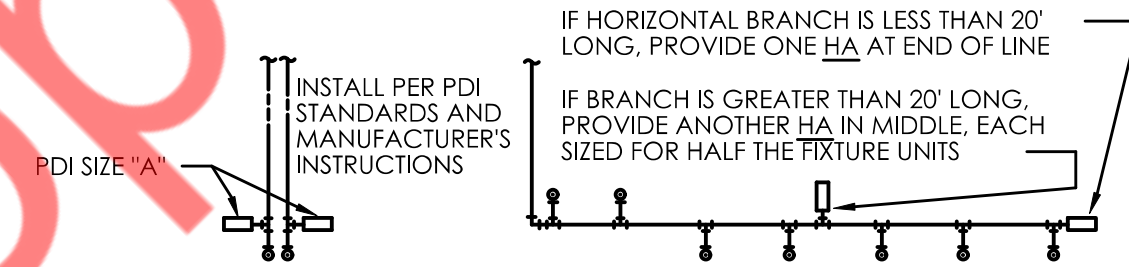 IF HORIZONTAL BRANCH IS LESS THAN 20'
LONG, PROVIDE ONE HA AT END OF LINE
INSTALL PER PDI
STANDARDS AND
MANUFACTURER'S
INSTRUCTIONS
IF BRANCH IS GREATER THAN 20' LONG,
PROVIDE ANOTHER HA IN MIDDLE, EACH
SIZED FOR HALF THE FIXTURE UNITS
PDI SIZE "A"